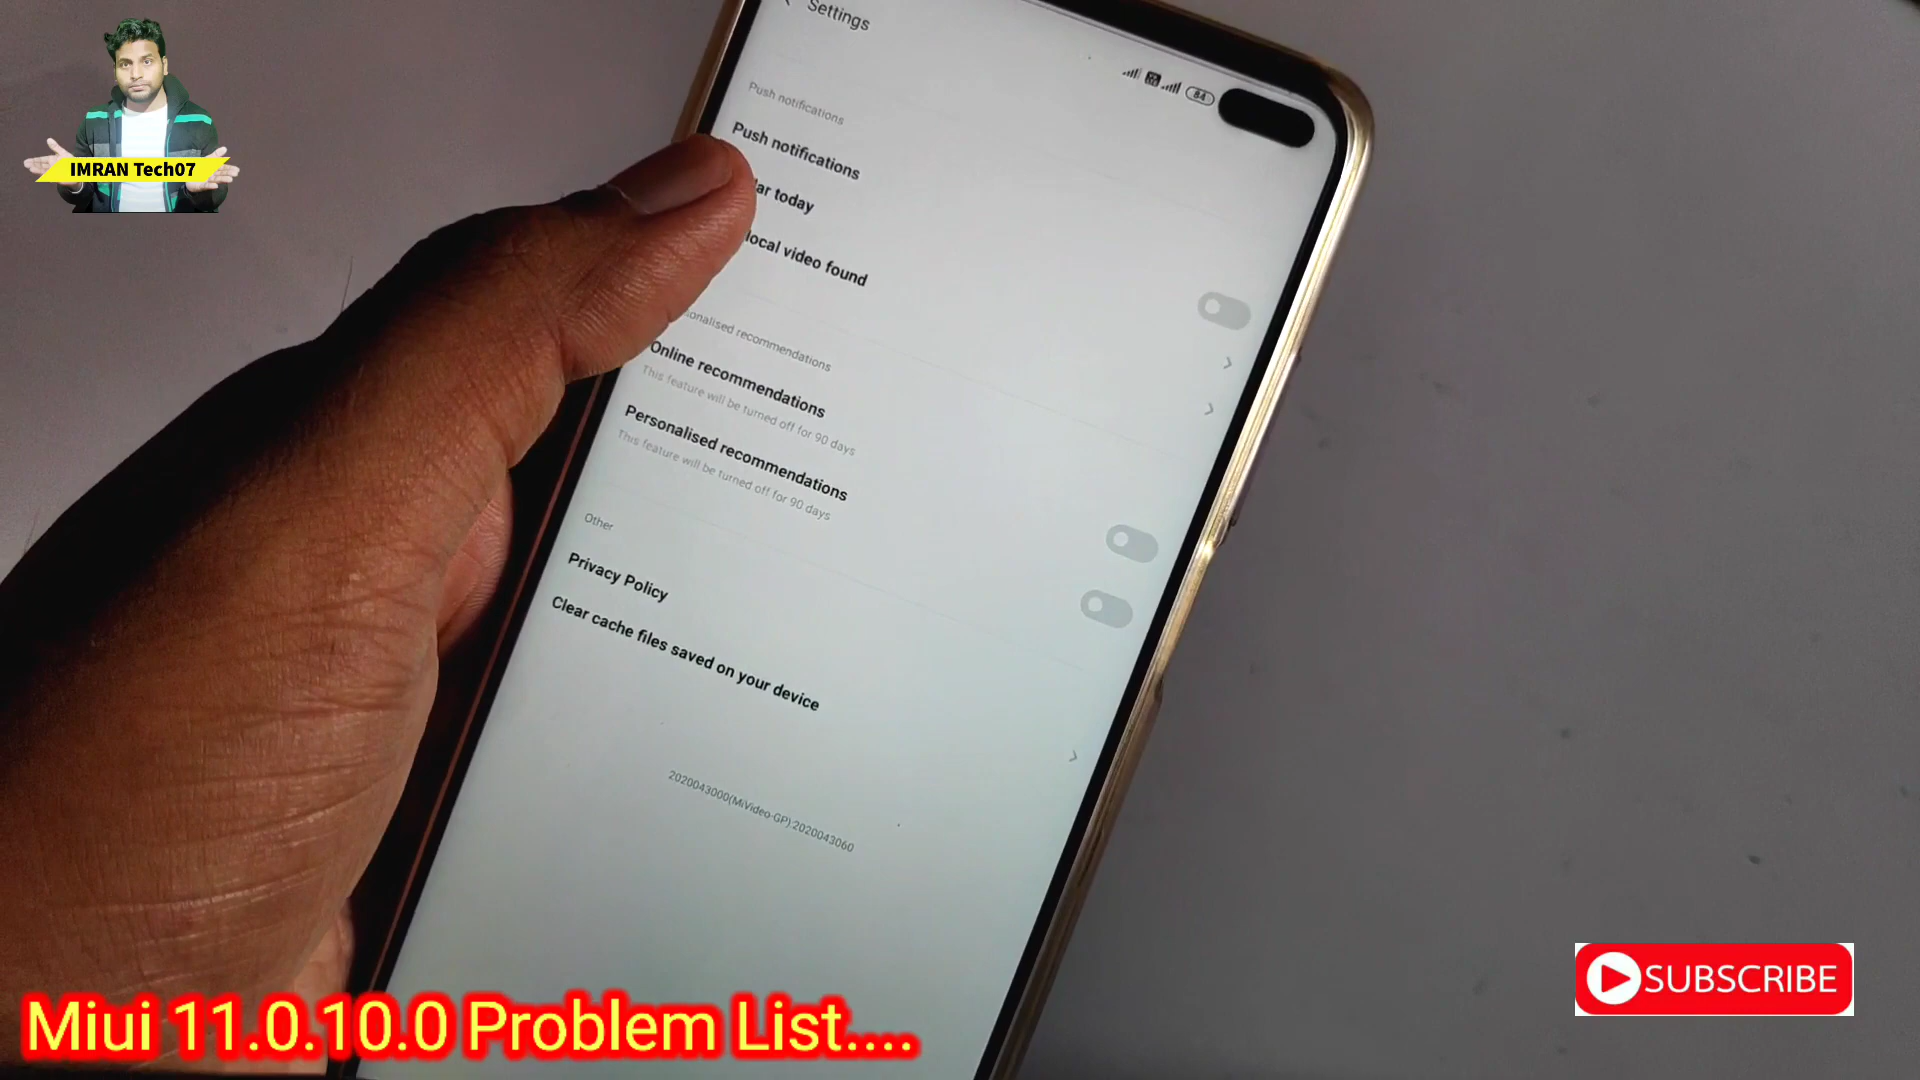 IMRAN Tech07
Settings
84
Push notifications
Push notifications
today
local video found
recommendations
Online recommendations
This feature will be turned off for 90 days
Personalised recommendations
This feature will be turned off for 90 days
Other
Privacy Policy
Clear cache files saved on your device
2020043000(MiVideo-GP):2020043060
SUBSCRIBE
Miui 11.0.10.0 Problem List....